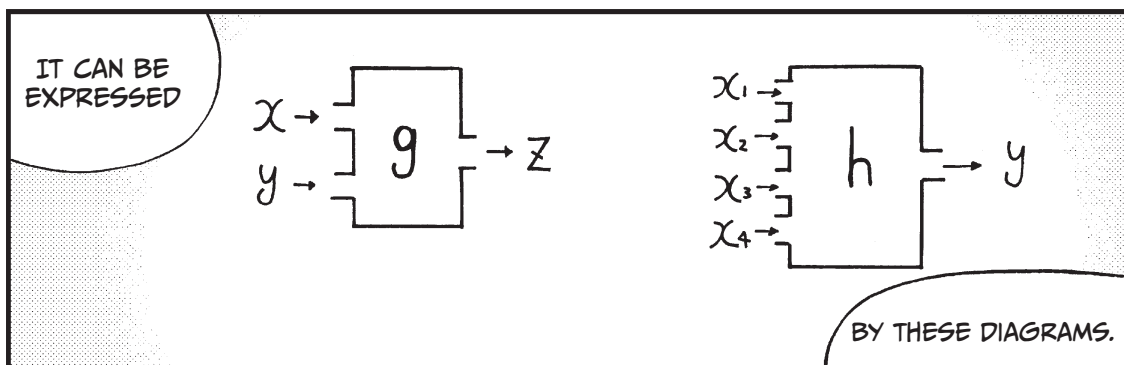 IT CAN BE
EXPRESSED
x →
y →
g
→ z
x₁ →
x₂ →
x₃ →
x₄ →
h
→ y
BY THESE DIAGRAMS.